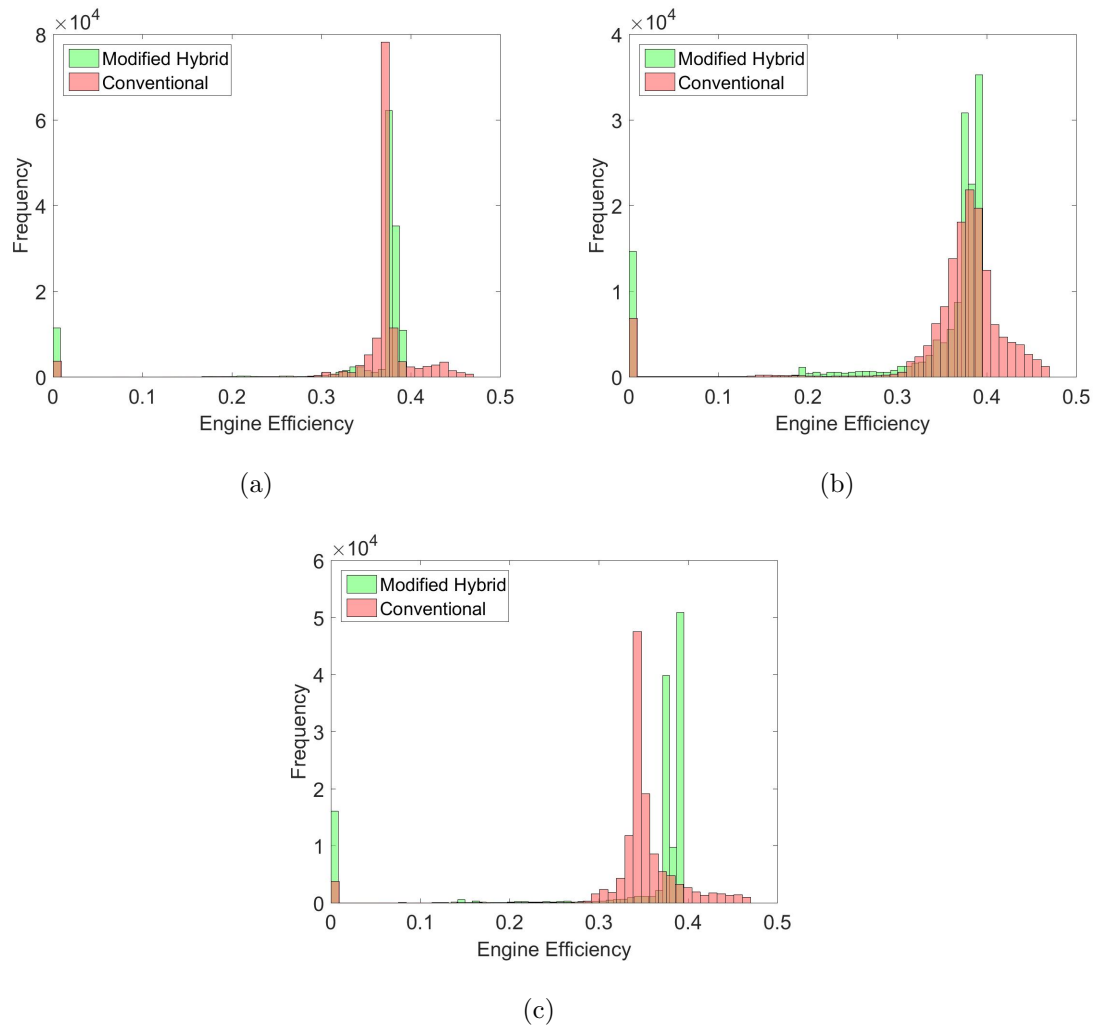 ×10^4
8
6
4
2
0
Frequency
Modified Hybrid
Conventional
0 0.1 0.2 0.3 0.4 0.5
Engine Efficiency
(a)
×10^4
4
3
2
1
0
Frequency
Modified Hybrid
Conventional
0 0.1 0.2 0.3 0.4 0.5
Engine Efficiency
(b)
×10^4
6
5
4
3
2
1
0
Frequency
Modified Hybrid
Conventional
0 0.1 0.2 0.3 0.4 0.5
Engine Efficiency
(c)